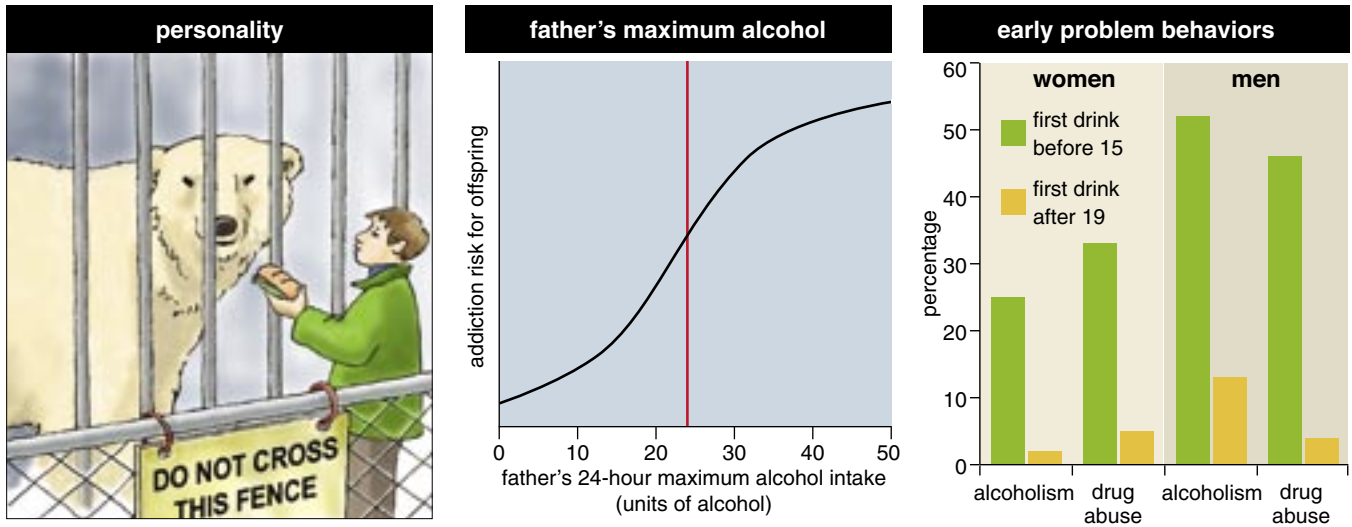 personality
DO NOT CROSS
THIS FENCE
father's maximum alcohol
addiction risk for offspring
0 10 20 30 40 50
father's 24-hour maximum alcohol intake
(units of alcohol)
early problem behaviors
women men
first drink
before 15
first drink
after 19
percentage
60
50
40
30
20
10
0
alcoholism drug alcoholism drug
abuse abuse